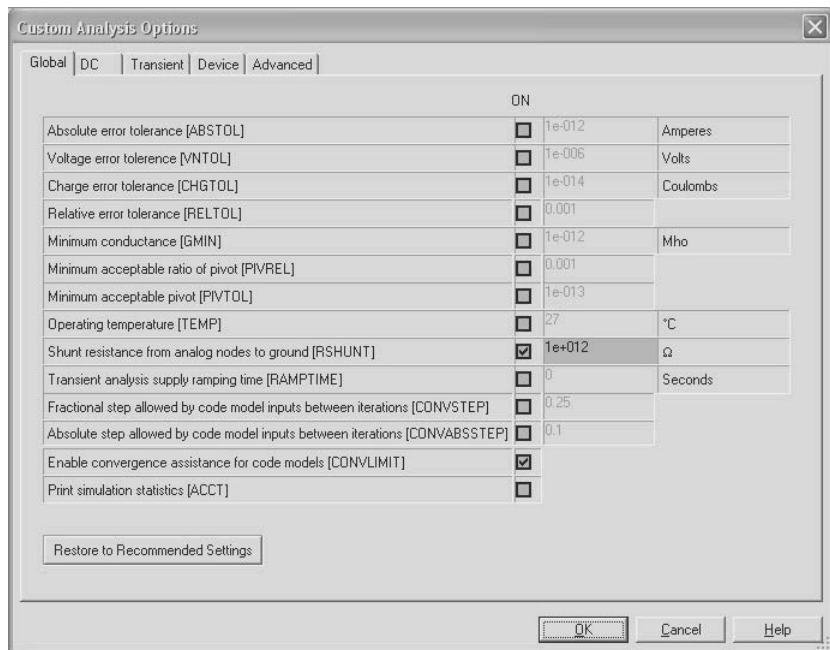 Custom Analysis Options
Global DC Transient Device Advanced
ON
Absolute error tolerance [ABSTOL] 1e-012 Amperes
Voltage error tolerence [VNTOL] 1e-006 Volts
Charge error tolerance [CHGTOL] 1e-014 Coulombs
Relative error tolerance [RELTOL] 0.001
Minimum conductance [GMIN] 1e-012 Mho
Minimum acceptable ratio of pivot [PIVREL] 0.001
Minimum acceptable pivot [PIVTOL] 1e-013
Operating temperature [TEMP] 27 °C
Shunt resistance from analog nodes to ground [RSHUNT] 1e+012 Ω
Transient analysis supply ramping time [RAMPTIME] 0 Seconds
Fractional step allowed by code model inputs between iterations [CONVSTEP] 0.25
Absolute step allowed by code model inputs between iterations [CONVABSSTEP] 0.1
Enable convergence assistance for code models [CONVLIMIT]
Print simulation statistics [ACCT]
Restore to Recommended Settings
OK Cancel Help